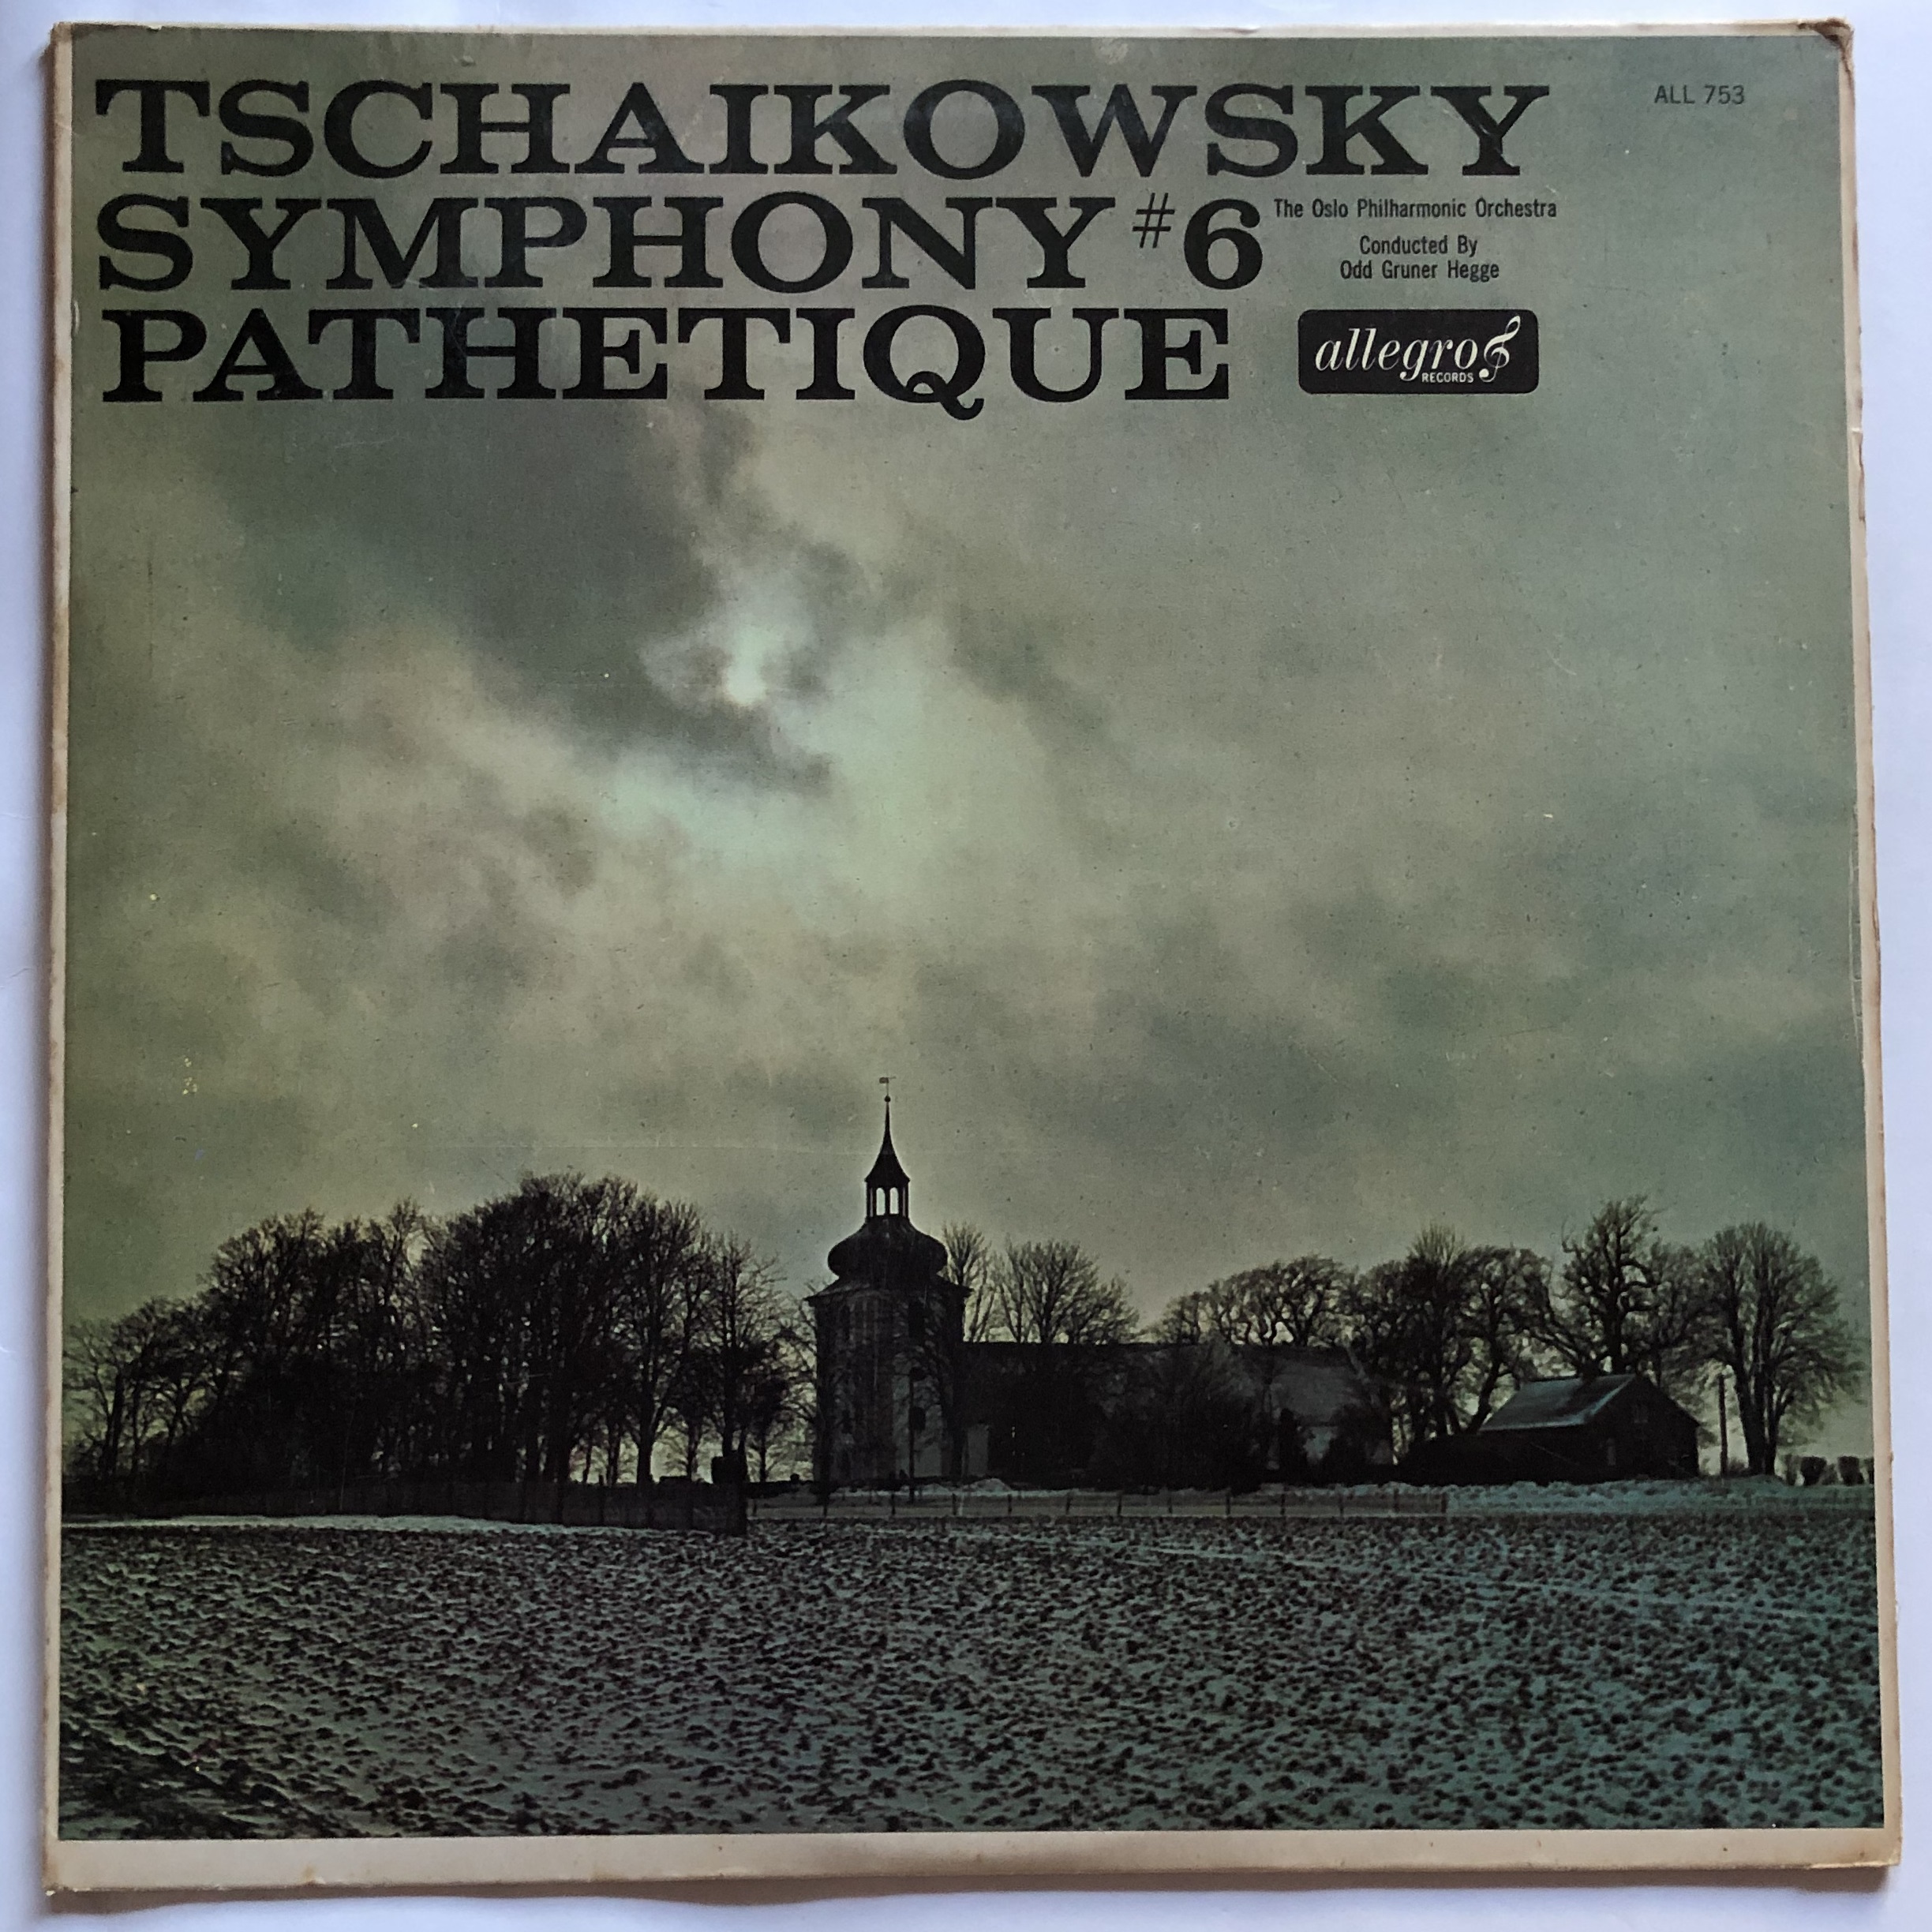 TSCHAIKOWSKY
ALL 753
SYMPHONY #6
The Oslo Philharmonic Orchestra
Conducted By
Odd Gruner Hegge
PATHETIQUE
allegro
RECORDS